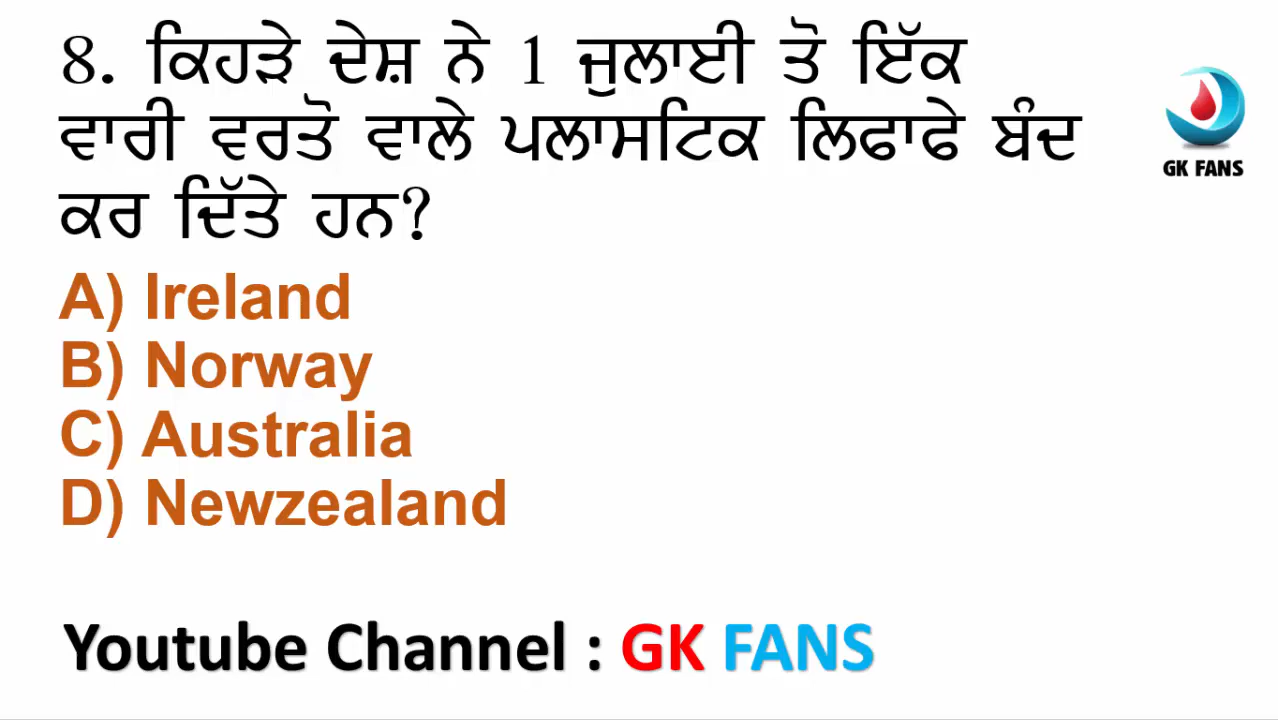 8. ਕਿਹੜੇ ਦੇਸ਼ ਨੇ 1 ਜੁਲਾਈ ਤੋ ਇੱਕ
ਵਾਰੀ ਵਰਤੋ ਵਾਲੇ ਪਲਾਸਟਿਕ ਲਿਫਾਫੇ ਬੰਦ
ਕਰ ਦਿੱਤੇ ਹਨ?
GK FANS
A) Ireland
B) Norway
C) Australia
D) Newzealand
Youtube Channel : GK FANS